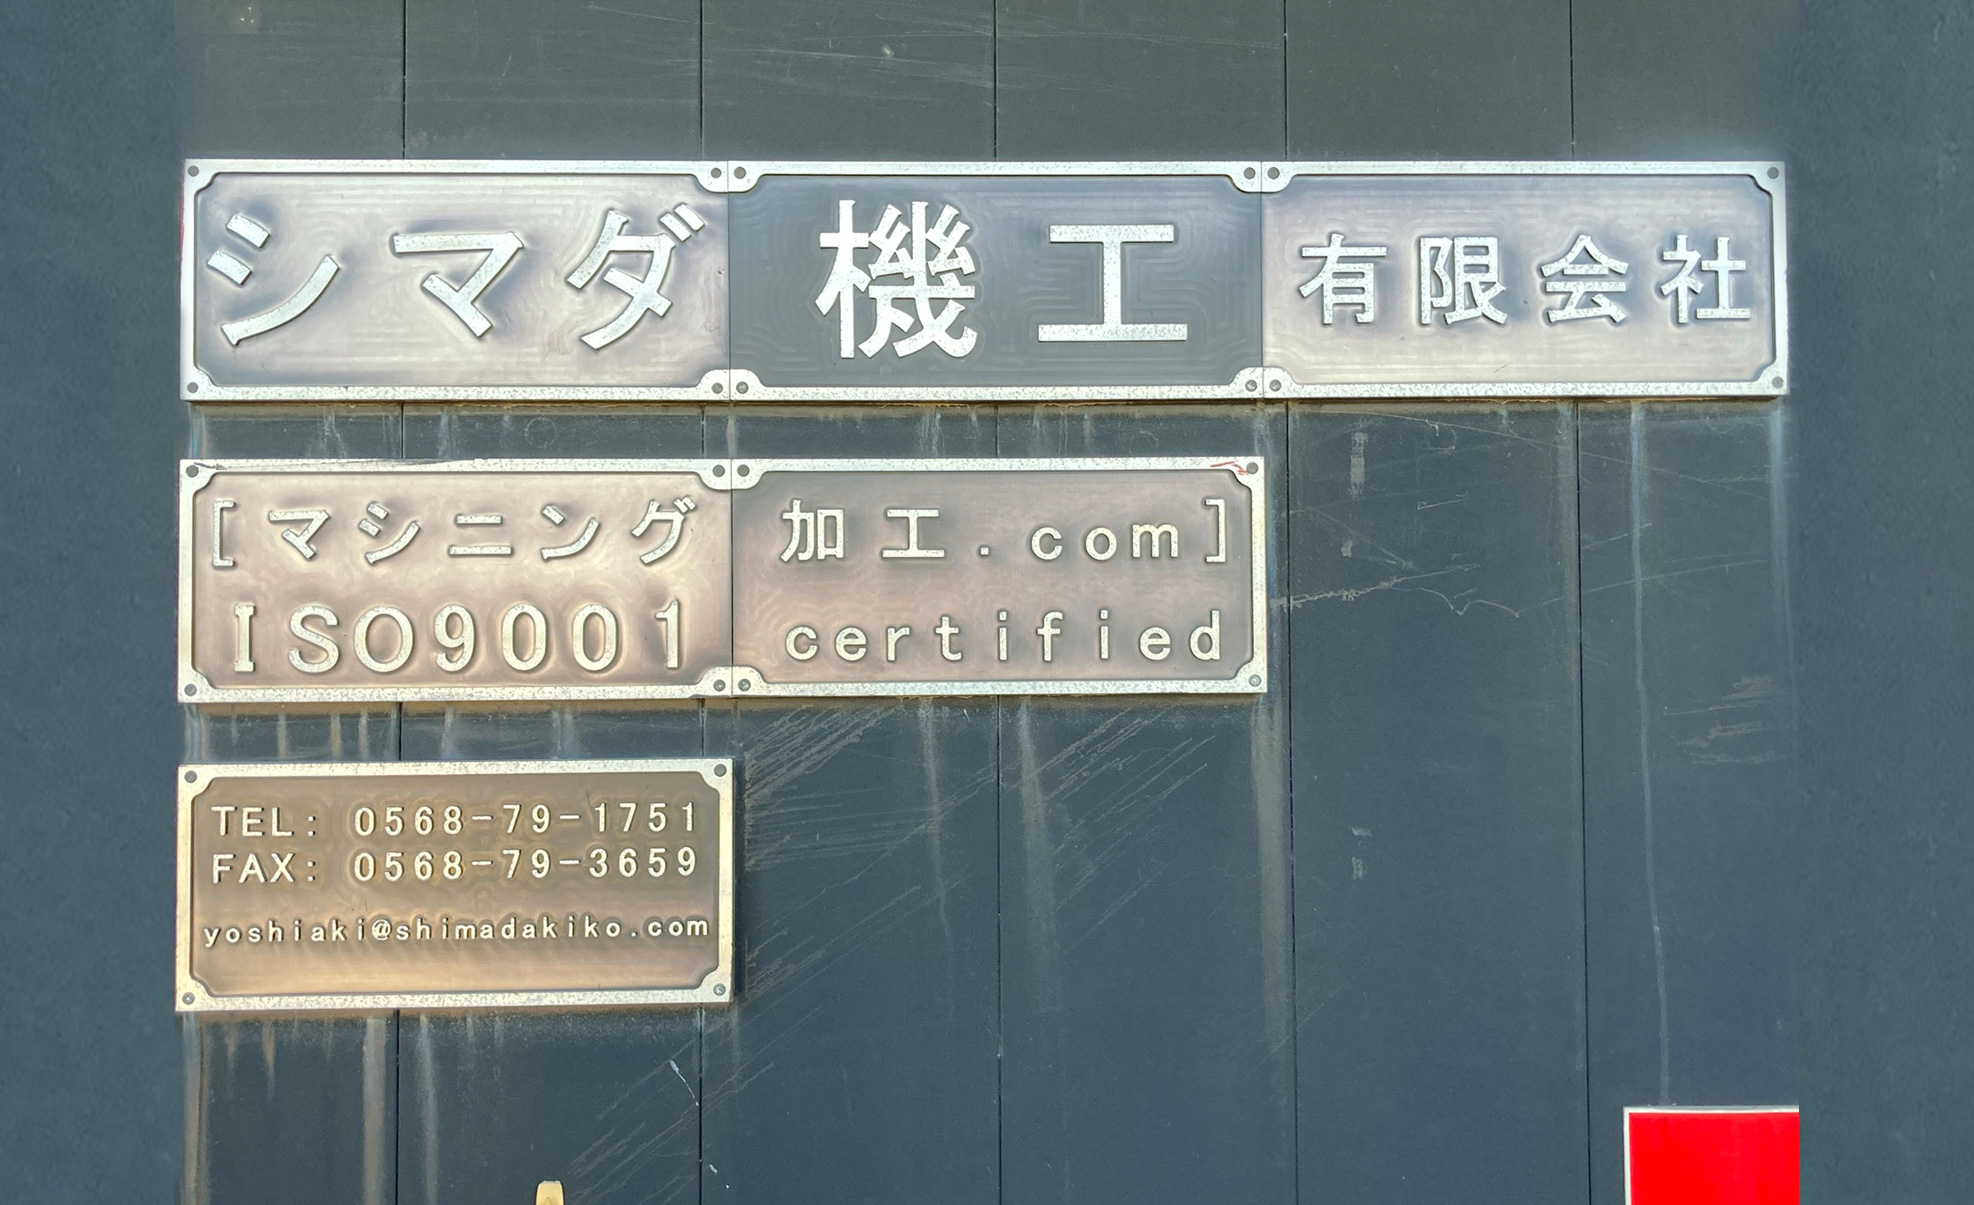 シマダ機工有限会社
[マシニング加工.com]
ISO9001 certified
TEL: 0568-79-1751
FAX: 0568-79-3659
yoshiaki@shimadakiko.com